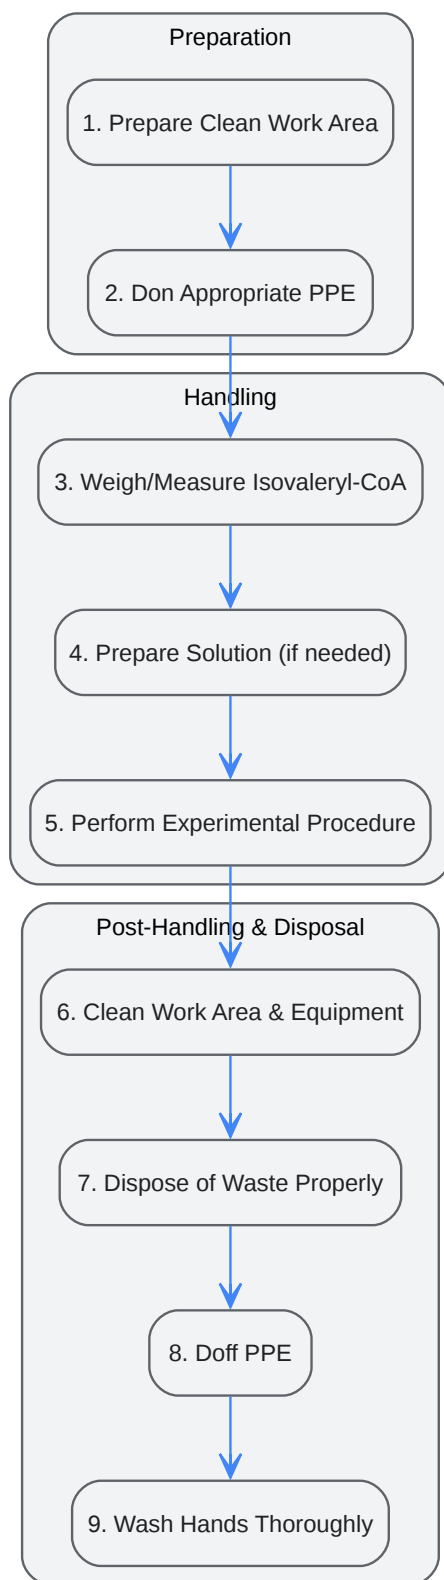 Preparation
1. Prepare Clean Work Area
2. Don Appropriate PPE
Handling
3. Weigh/Measure Isovaleryl-CoA
4. Prepare Solution (if needed)
5. Perform Experimental Procedure
Post-Handling & Disposal
6. Clean Work Area & Equipment
7. Dispose of Waste Properly
8. Doff PPE
9. Wash Hands Thoroughly